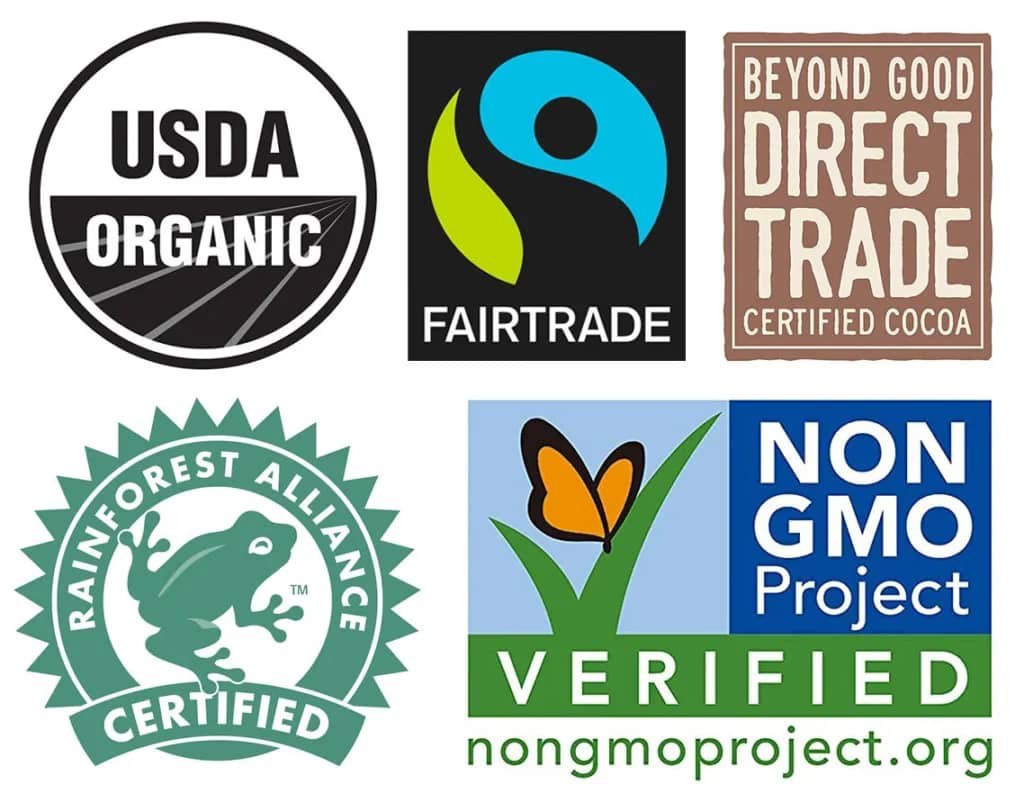 USDA
ORGANIC
FAIRTRADE
BEYOND GOOD
DIRECT
TRADE
CERTIFIED COCOA
RAINFOREST ALLIANCE
TM
CERTIFIED
NON
GMO
Project
VERIFIED
nongmoproject.org